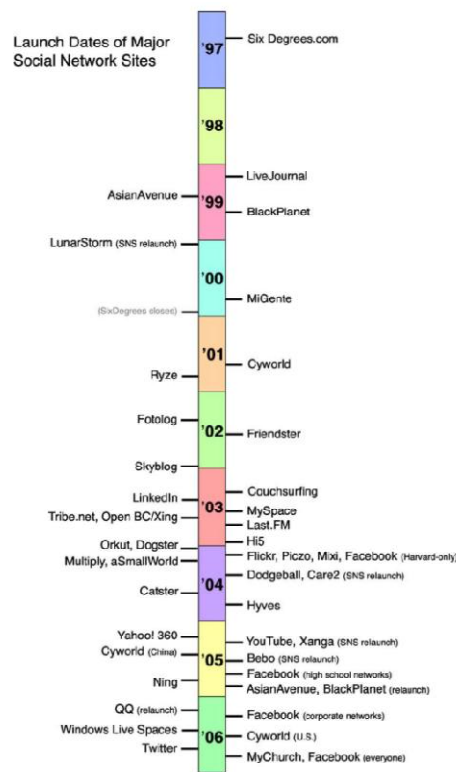 Launch Dates of Major
Social Network Sites
'97
Six Degrees.com
'98
'99
LiveJournal
AsianAvenue
BlackPlanet
LunarStorm (SNS relaunch)
'00
MiGente
(SixDegrees closes)
'01
Cyworld
Ryze
Fotolog
'02
Friendster
Skyblog
'03
Couchsurfing
LinkedIn
MySpace
Tribe.net, Open BC/Xing
Last.FM
Hi5
Orkut, Dogster
Flickr, Piczo, Mixi, Facebook (Harvard-only)
Multiply, aSmallWorld
'04
Dodgeball, Care2 (SNS relaunch)
Catster
Hyves
Yahoo! 360
YouTube, Xanga (SNS relaunch)
Cyworld (China)
'05
Bebo (SNS relaunch)
Facebook (high school networks)
Ning
AsianAvenue, BlackPlanet (relaunch)
QQ (relaunch)
Facebook (corporate networks)
Windows Live Spaces
'06
Cyworld (U.S.)
Twitter
MyChurch, Facebook (everyone)